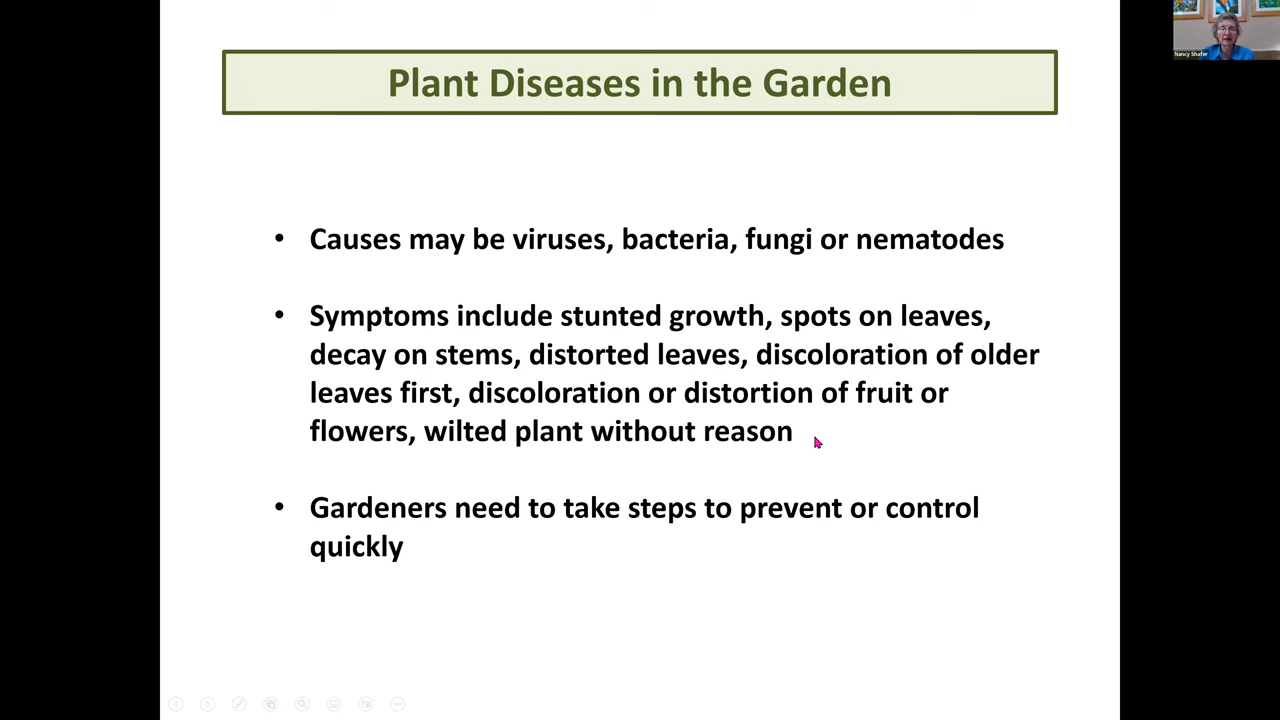 Plant Diseases in the Garden
Nancy Shafer
• Causes may be viruses, bacteria, fungi or nematodes
• Symptoms include stunted growth, spots on leaves,
decay on stems, distorted leaves, discoloration of older
leaves first, discoloration or distortion of fruit or
flowers, wilted plant without reason
• Gardeners need to take steps to prevent or control
quickly